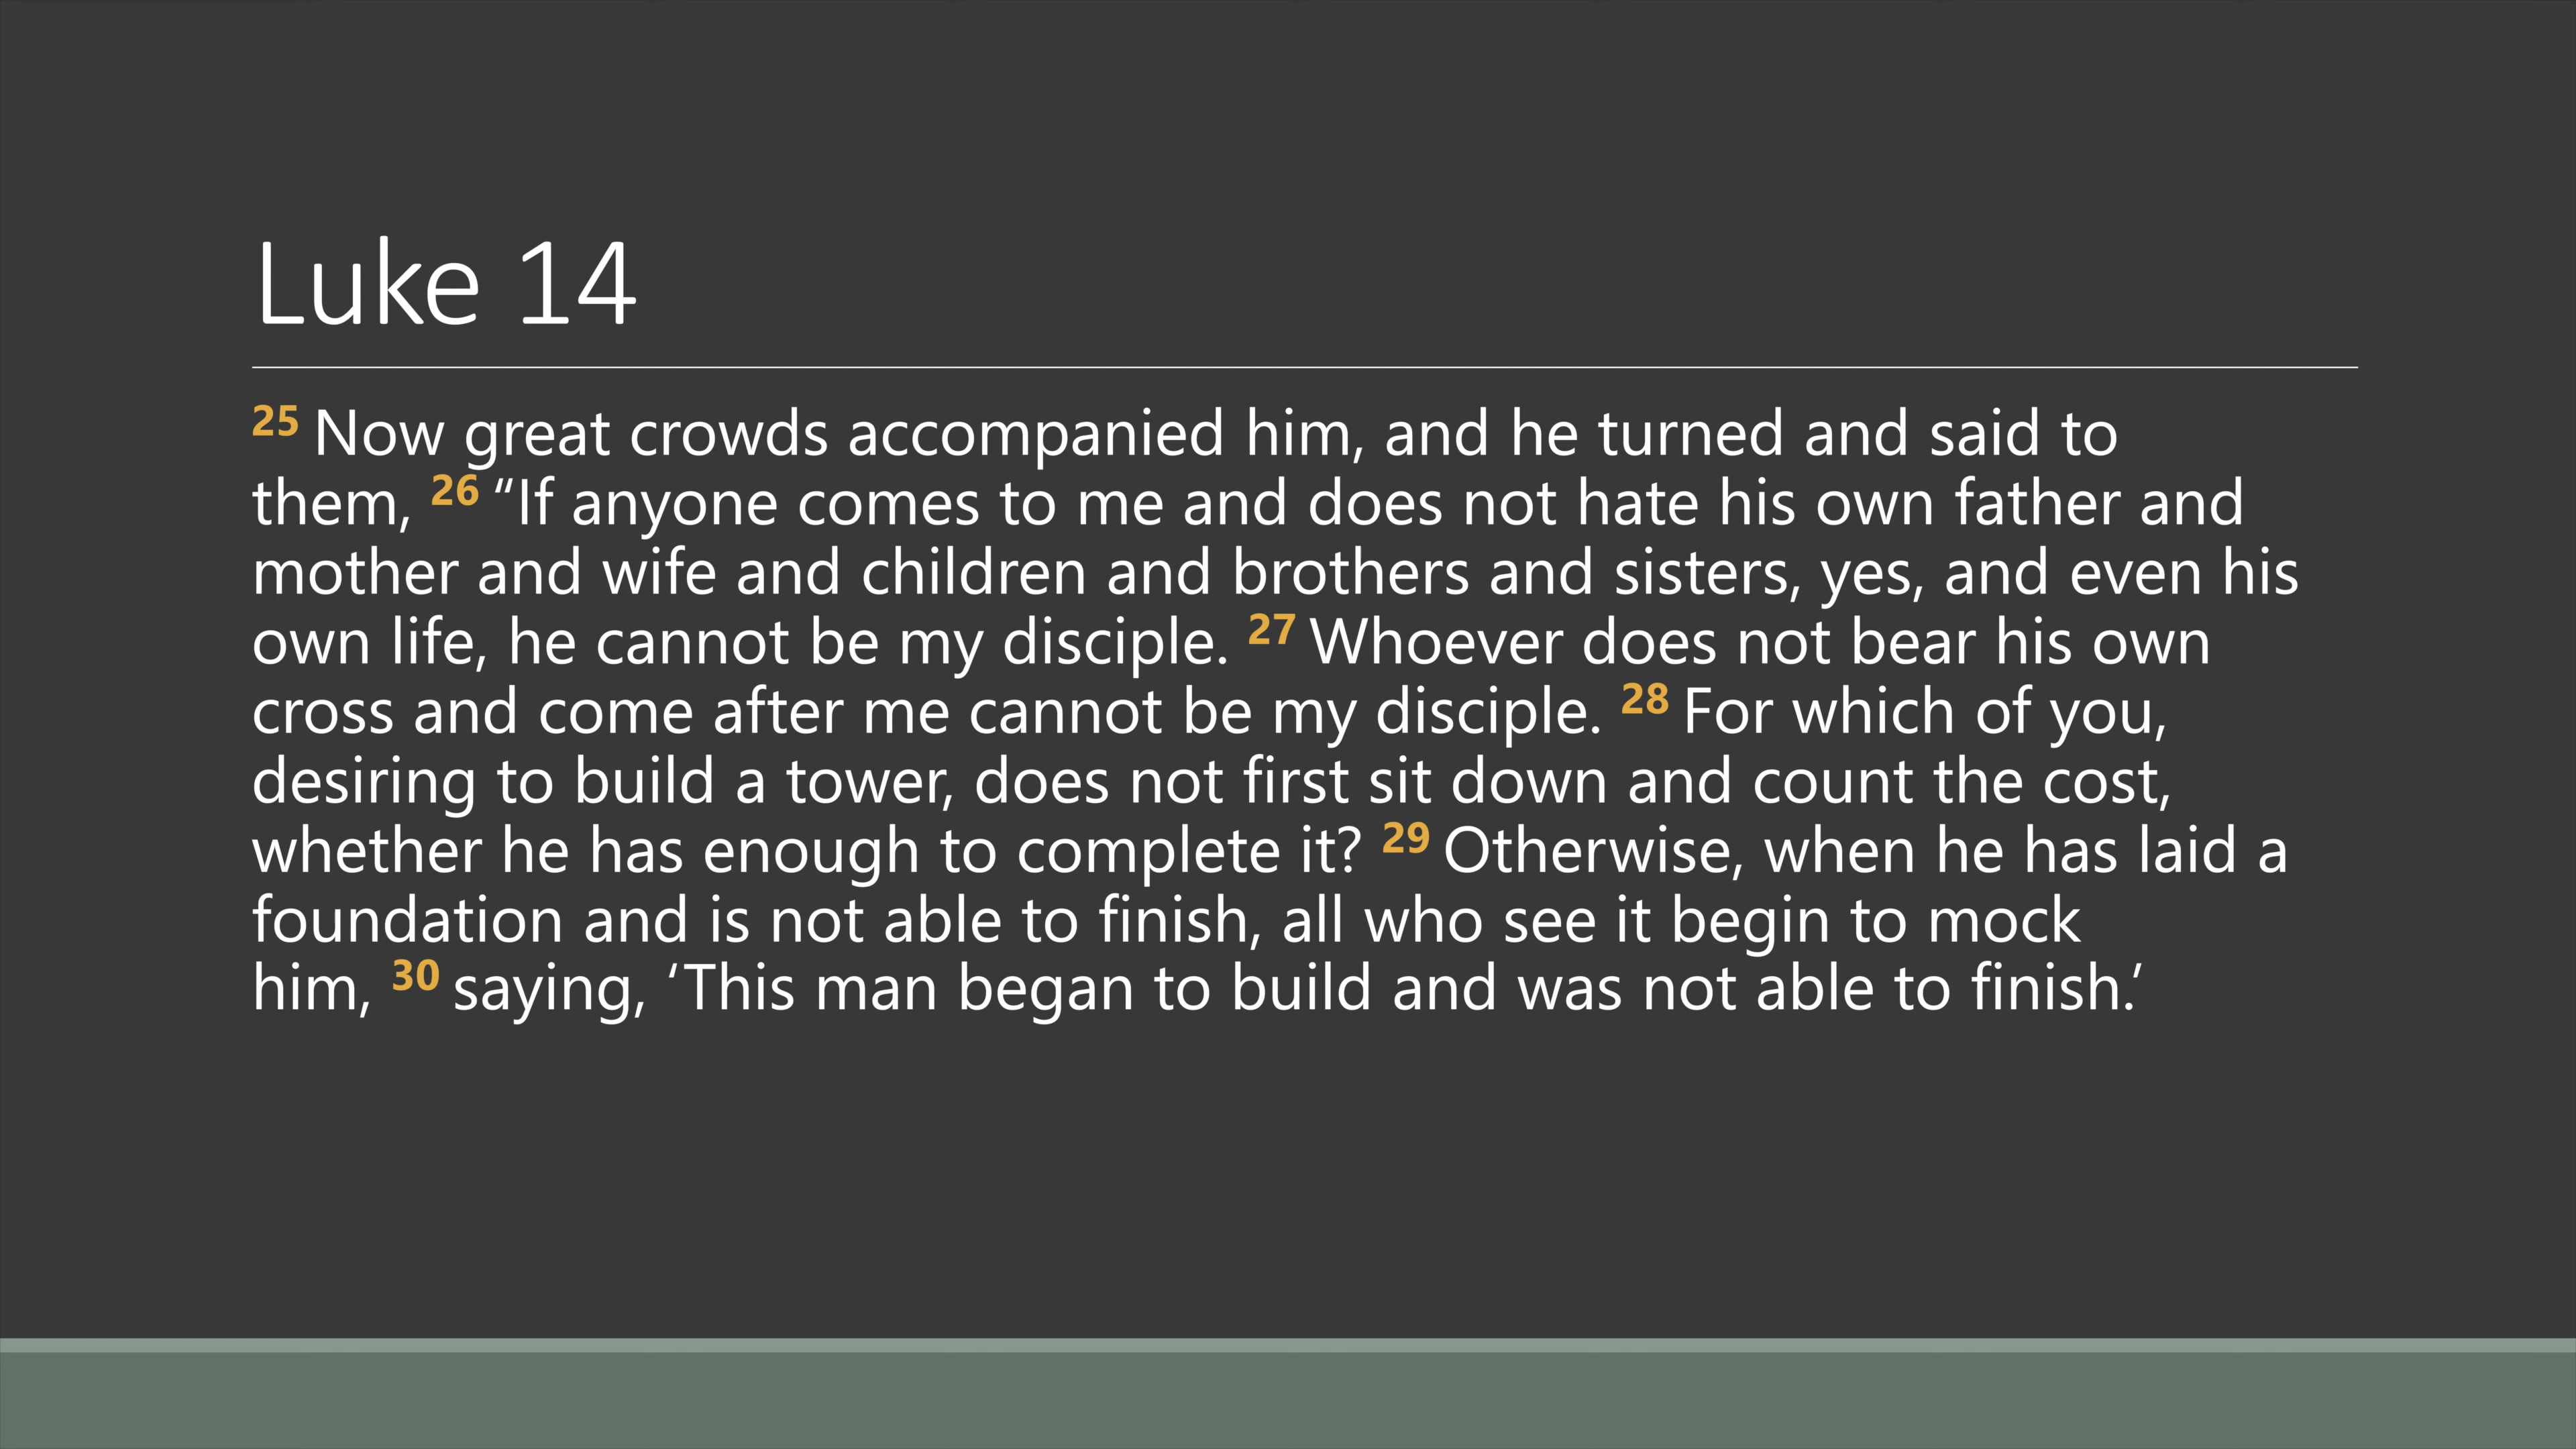 Luke 14
25 Now great crowds accompanied him, and he turned and said to
them, 26 “If anyone comes to me and does not hate his own father and
mother and wife and children and brothers and sisters, yes, and even his
own life, he cannot be my disciple. 27 Whoever does not bear his own
cross and come after me cannot be my disciple. 28 For which of you,
desiring to build a tower, does not first sit down and count the cost,
whether he has enough to complete it? 29 Otherwise, when he has laid a
foundation and is not able to finish, all who see it begin to mock
him, 30 saying, ‘This man began to build and was not able to finish.’